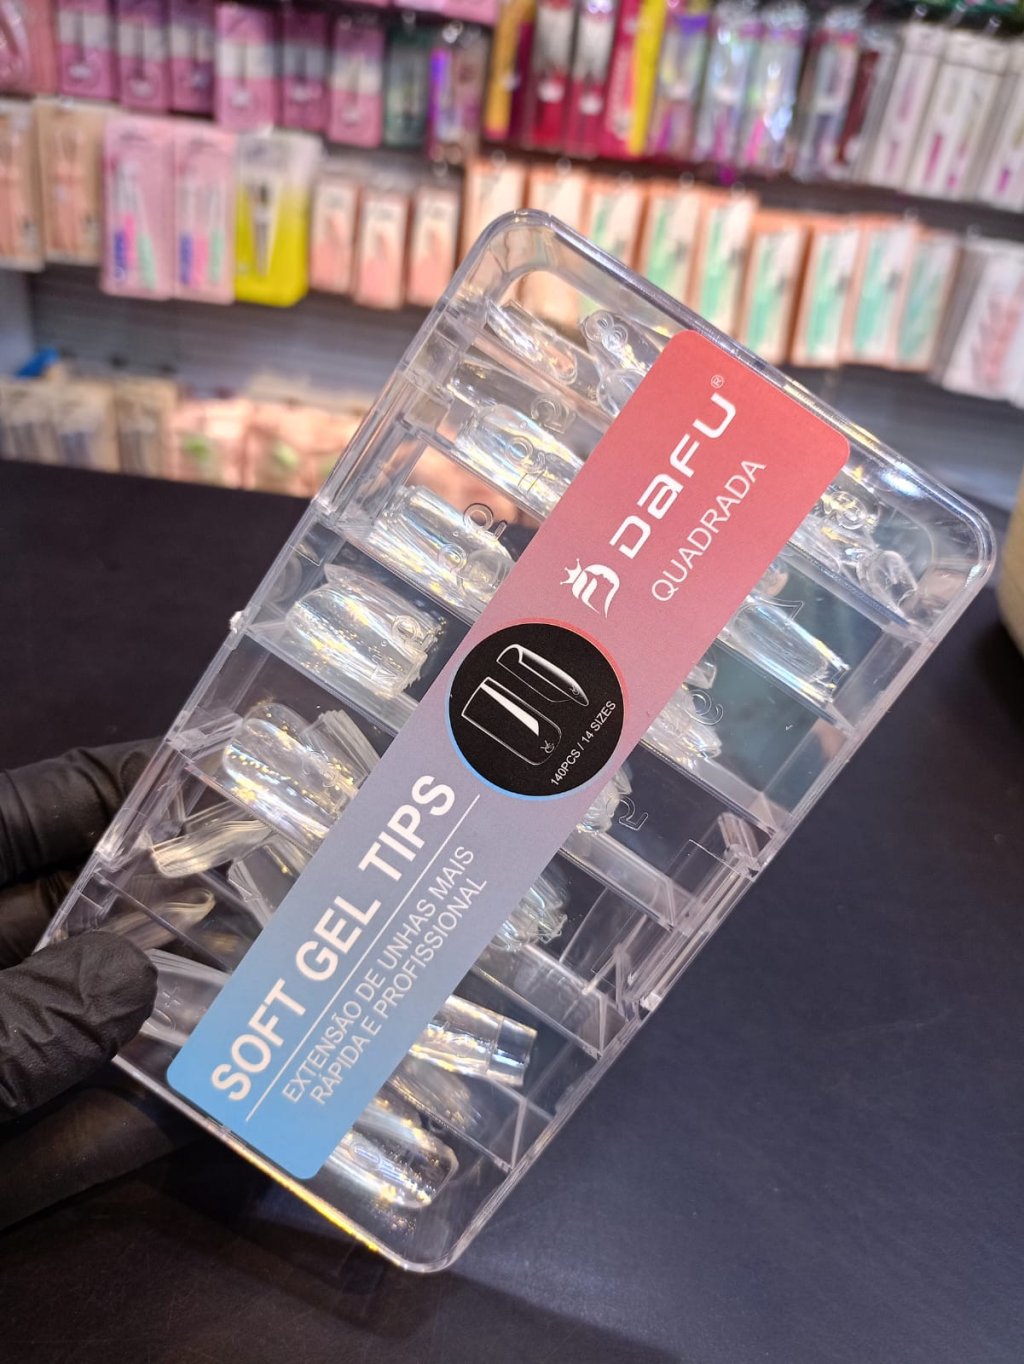 DAFU®
QUADRADA
140PCS / 14 SIZES
SOFT GEL TIPS
EXTENSÃO DE UNHAS MAIS
RÁPIDA E PROFISSIONAL